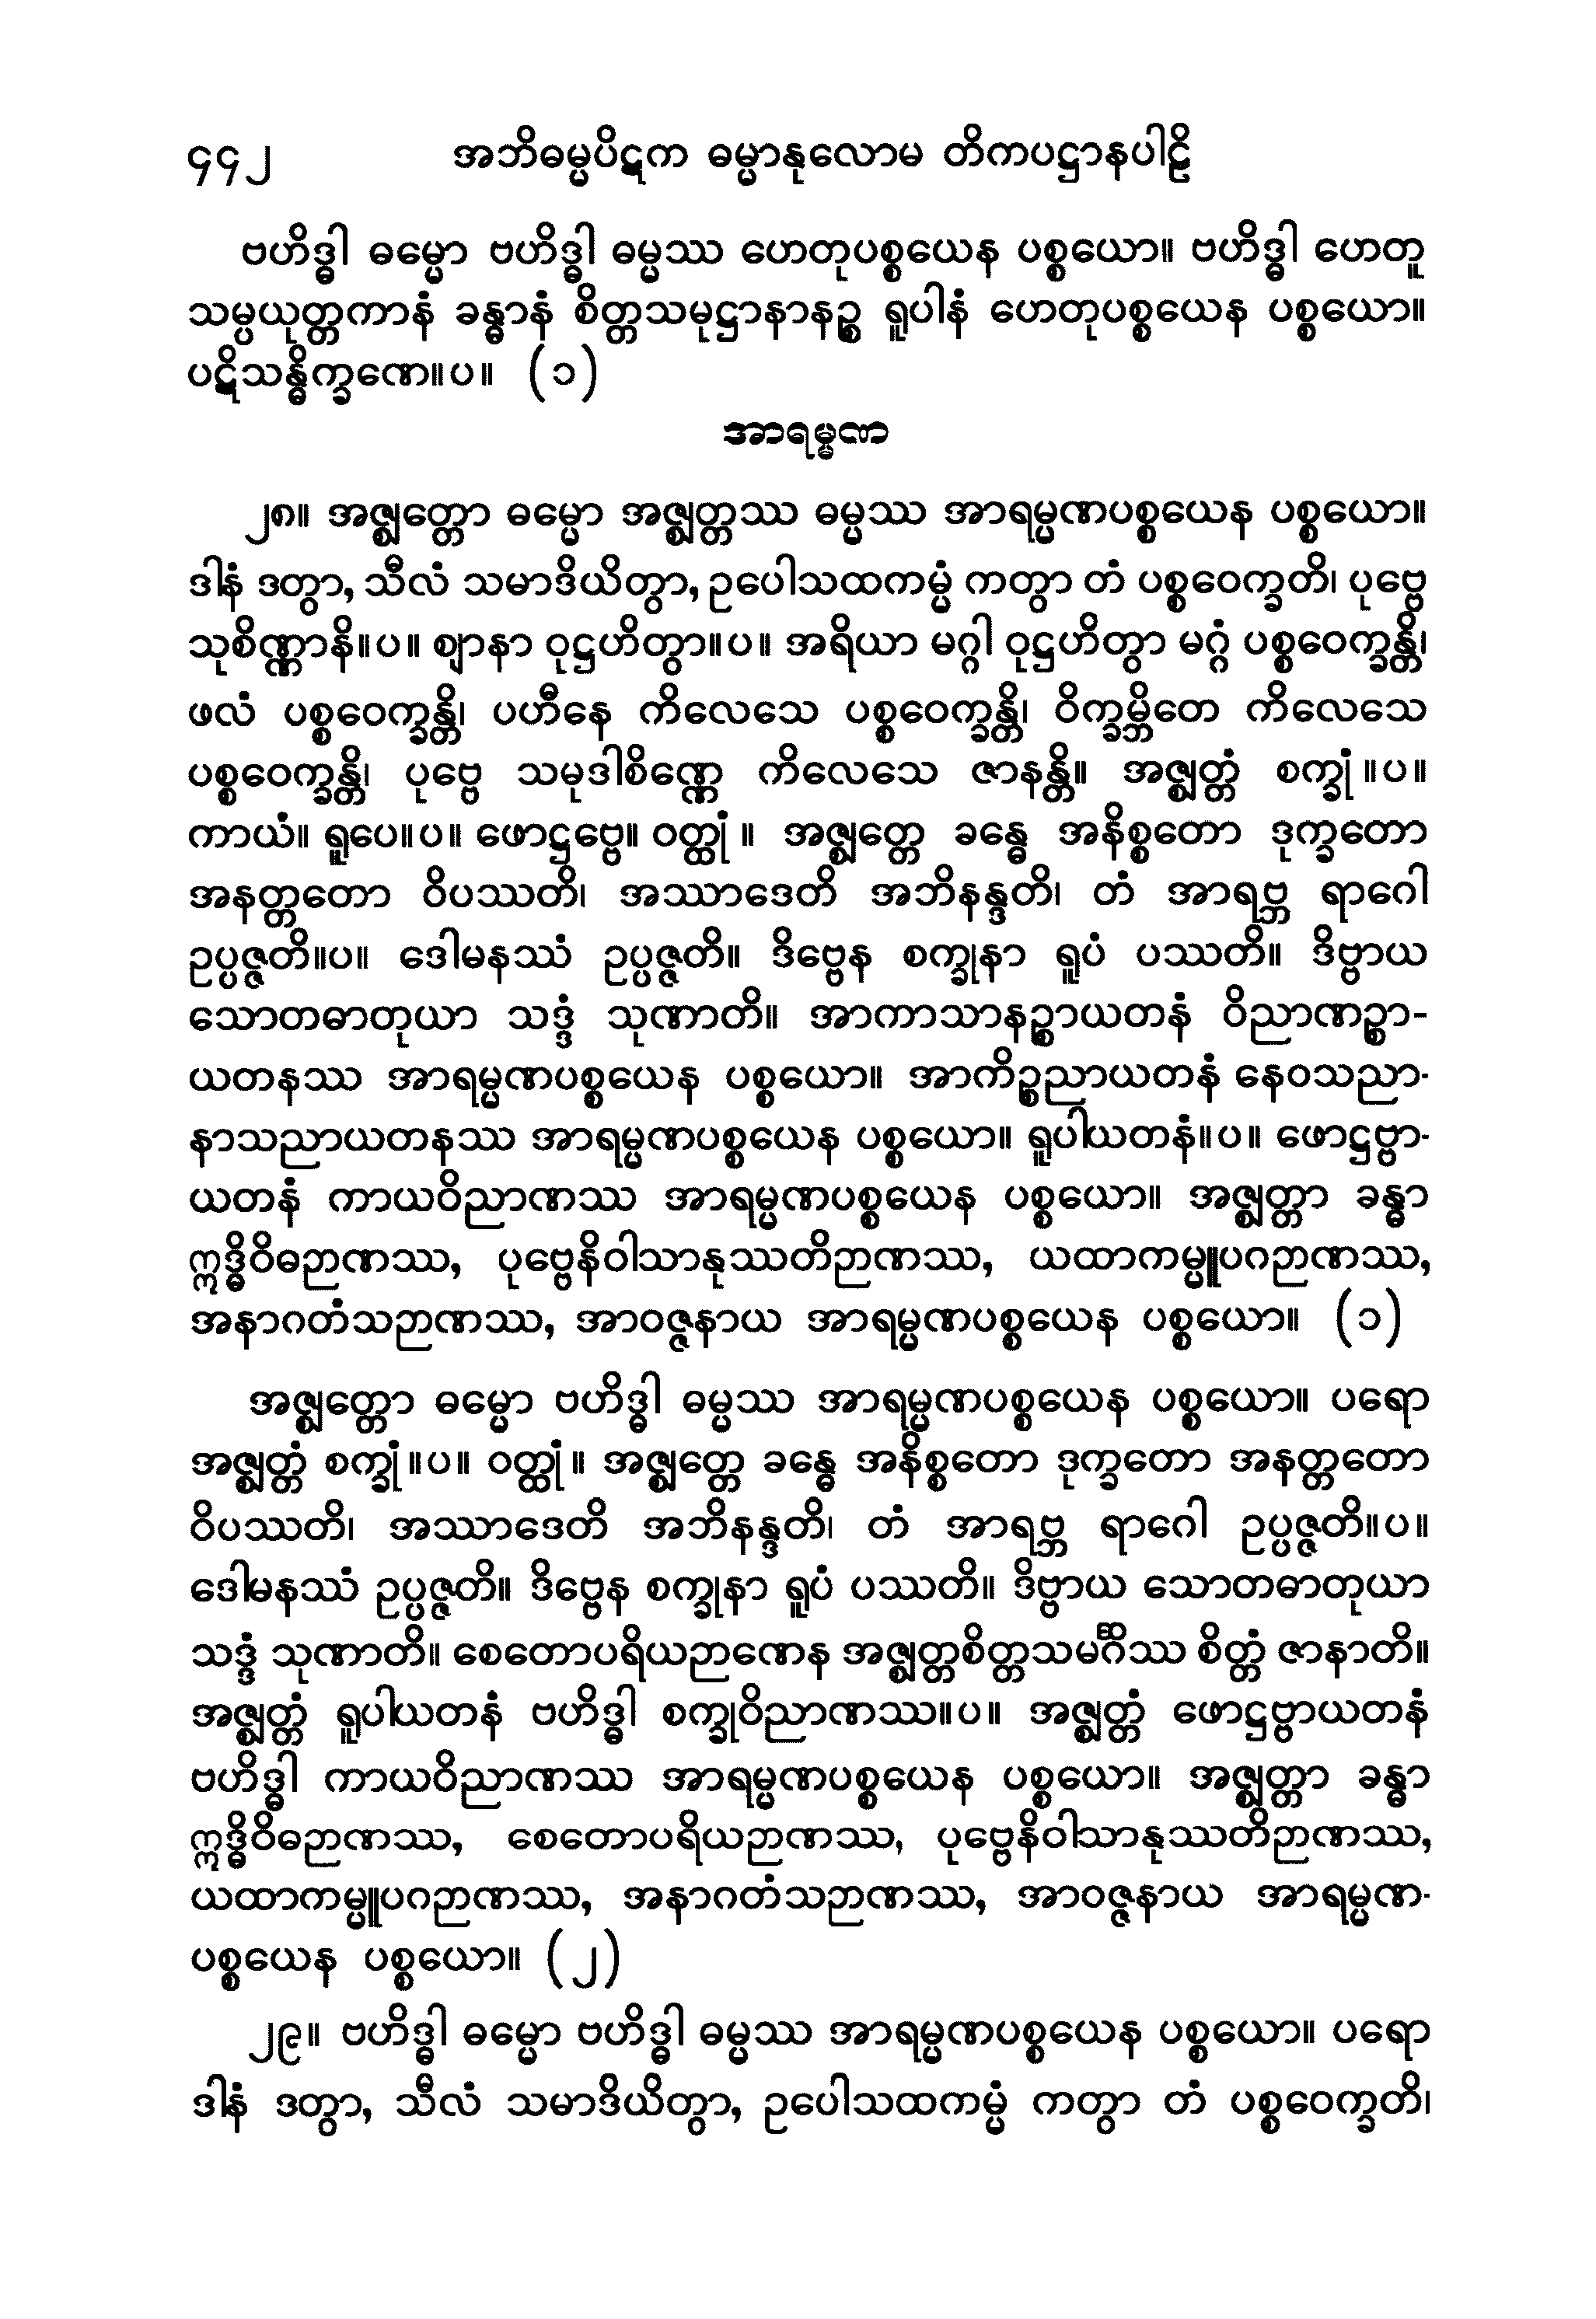 ၄၄၂ အဘိဓမ္မပိဋက ဓမ္မာနုလောမ တိကပဋ္ဌာနပါဠိ
ဗဟိဒ္ဓါ ဓမ္မော ဗဟိဒ္ဓါ ဓမ္မဿ ဟေတုပစ္စယေန ပစ္စယော။ ဗဟိဒ္ဓါ ဟေတူ
သမ္ပယုတ္တကာနံ ခန္ဓာနံ စိတ္တသမုဋ္ဌာနာနဉ္စ ရူပါနံ ဟေတုပစ္စယေန ပစ္စယော။
ပဋိသန္ဓိက္ခဏေ။ပ။ (၁)
အာရမ္မဏ
၂၈။ အဇ္ဈတ္တော ဓမ္မော အဇ္ဈတ္တဿ ဓမ္မဿ အာရမ္မဏပစ္စယေန ပစ္စယော။
ဒါနံ ဒတွာ, သီလံ သမာဒိယိတွာ, ဥပေါသထကမ္မံ ကတွာ တံ ပစ္စဝေက္ခတိ၊ ပုဗ္ဗေ
သုစိဏ္ဏာနိ။ပ။ ဈာနာ ဝုဋ္ဌဟိတွာ။ပ။ အရိယာ မဂ္ဂါ ဝုဋ္ဌဟိတွာ မဂ္ဂံ ပစ္စဝေက္ခန္တိ၊
ဖလံ ပစ္စဝေက္ခန္တိ၊ ပဟီနေ ကိလေသေ ပစ္စဝေက္ခန္တိ၊ ဝိက္ခမ္ဘိတေ ကိလေသေ
ပစ္စဝေက္ခန္တိ၊ ပုဗ္ဗေ သမုဒါစိဏ္ဏေ ကိလေသေ ဇာနန္တိ။ အဇ္ဈတ္တံ စက္ခုံ။ပ။
ကာယံ။ ရူပေ။ပ။ ဖောဋ္ဌဗ္ဗေ။ ဝတ္ထုံ။ အဇ္ဈတ္တေ ခန္ဓေ အနိစ္စတော ဒုက္ခတော
အနတ္တတော ဝိပဿတိ၊ အဿာဒေတိ အဘိနန္ဒတိ၊ တံ အာရဗ္ဘ ရာဂေါ
ဥပ္ပဇ္ဇတိ။ပ။ ဒေါမနဿံ ဥပ္ပဇ္ဇတိ။ ဒိဗ္ဗေန စက္ခုနာ ရူပံ ပဿတိ။ ဒိဗ္ဗာယ
သောတဓာတုယာ သဒ္ဒံ သုဏာတိ။ အာကာသာနဉ္စာယတနံ ဝိညာဏဉ္စာ-
ယတနဿ အာရမ္မဏပစ္စယေန ပစ္စယော။ အာကိဉ္စညာယတနံ နေဝသညာ-
နာသညာယတနဿ အာရမ္မဏပစ္စယေန ပစ္စယော။ ရူပါယတနံ။ပ။ ဖောဋ္ဌဗ္ဗာ-
ယတနံ ကာယဝိညာဏဿ အာရမ္မဏပစ္စယေန ပစ္စယော။ အဇ္ဈတ္တာ ခန္ဓာ
ဣဒ္ဓိဝိဓဉာဏဿ, ပုဗ္ဗေနိဝါသာနုဿတိဉာဏဿ, ယထာကမ္မူပဂဉာဏဿ,
အနာဂတံသဉာဏဿ, အာဝဇ္ဇနာယ အာရမ္မဏပစ္စယေန ပစ္စယော။ (၁)
အဇ္ဈတ္တော ဓမ္မော ဗဟိဒ္ဓါ ဓမ္မဿ အာရမ္မဏပစ္စယေန ပစ္စယော။ ပရော
အဇ္ဈတ္တံ စက္ခုံ။ပ။ ဝတ္ထုံ။ အဇ္ဈတ္တေ ခန္ဓေ အနိစ္စတော ဒုက္ခတော အနတ္တတော
ဝိပဿတိ၊ အဿာဒေတိ အဘိနန္ဒတိ၊ တံ အာရဗ္ဘ ရာဂေါ ဥပ္ပဇ္ဇတိ။ပ။
ဒေါမနဿံ ဥပ္ပဇ္ဇတိ။ ဒိဗ္ဗေန စက္ခုနာ ရူပံ ပဿတိ။ ဒိဗ္ဗာယ သောတဓာတုယာ
သဒ္ဒံ သုဏာတိ။ စေတောပရိယဉာဏေန အဇ္ဈတ္တစိတ္တသမင်္ဂိဿ စိတ္တံ ဇာနာတိ။
အဇ္ဈတ္တံ ရူပါယတနံ ဗဟိဒ္ဓါ စက္ခုဝိညာဏဿ။ပ။ အဇ္ဈတ္တံ ဖောဋ္ဌဗ္ဗာယတနံ
ဗဟိဒ္ဓါ ကာယဝိညာဏဿ အာရမ္မဏပစ္စယေန ပစ္စယော။ အဇ္ဈတ္တာ ခန္ဓာ
ဣဒ္ဓိဝိဓဉာဏဿ, စေတောပရိယဉာဏဿ, ပုဗ္ဗေနိဝါသာနုဿတိဉာဏဿ,
ယထာကမ္မူပဂဉာဏဿ, အနာဂတံသဉာဏဿ, အာဝဇ္ဇနာယ အာရမ္မဏ-
ပစ္စယေန ပစ္စယော။ (၂)
၂၉။ ဗဟိဒ္ဓါ ဓမ္မော ဗဟိဒ္ဓါ ဓမ္မဿ အာရမ္မဏပစ္စယေန ပစ္စယော။ ပရော
ဒါနံ ဒတွာ, သီလံ သမာဒိယိတွာ, ဥပေါသထကမ္မံ ကတွာ တံ ပစ္စဝေက္ခတိ၊